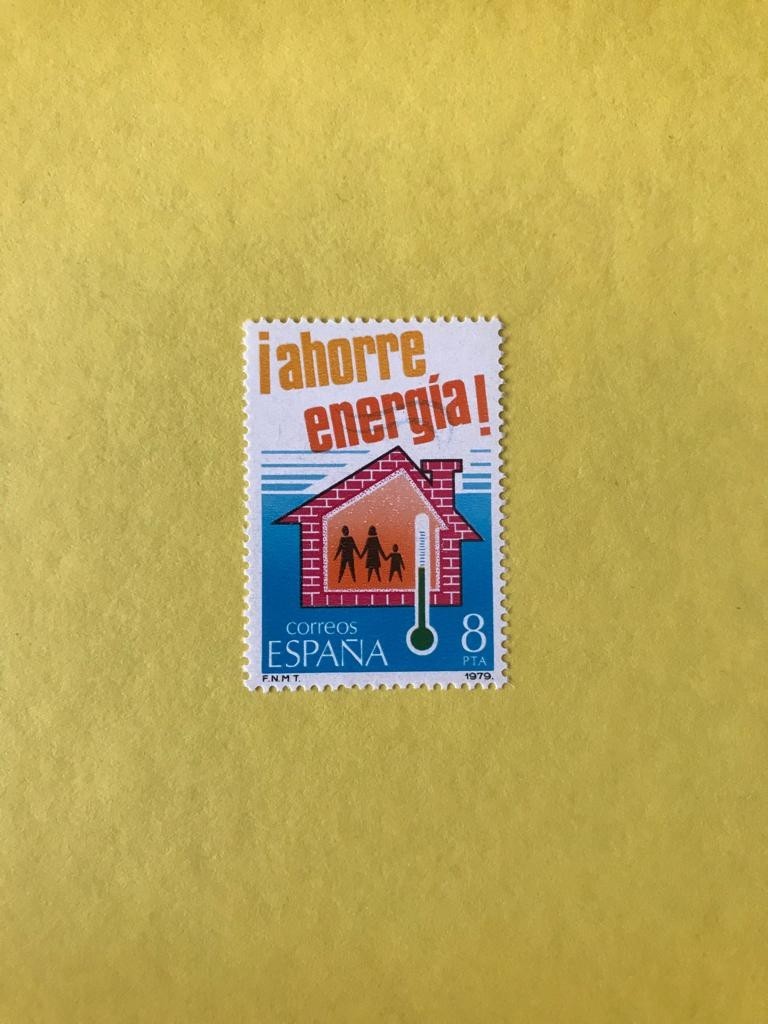 ¡ahorre
energía!
correos
ESPAÑA
8
PTA
F.N.M.T.
1979.